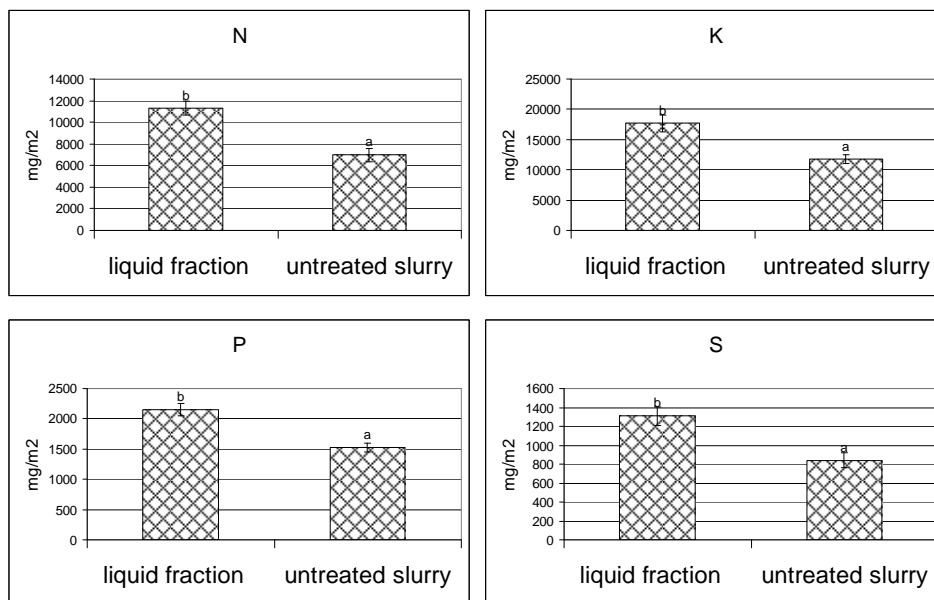 N
mg/m2
14000
12000
10000
8000
6000
4000
2000
0
b
a
liquid fraction untreated slurry
K
mg/m2
25000
20000
15000
10000
5000
0
b
a
liquid fraction untreated slurry
P
mg/m2
2500
2000
1500
1000
500
0
b
a
liquid fraction untreated slurry
S
mg/m2
1600
1400
1200
1000
800
600
400
200
0
b
a
liquid fraction untreated slurry